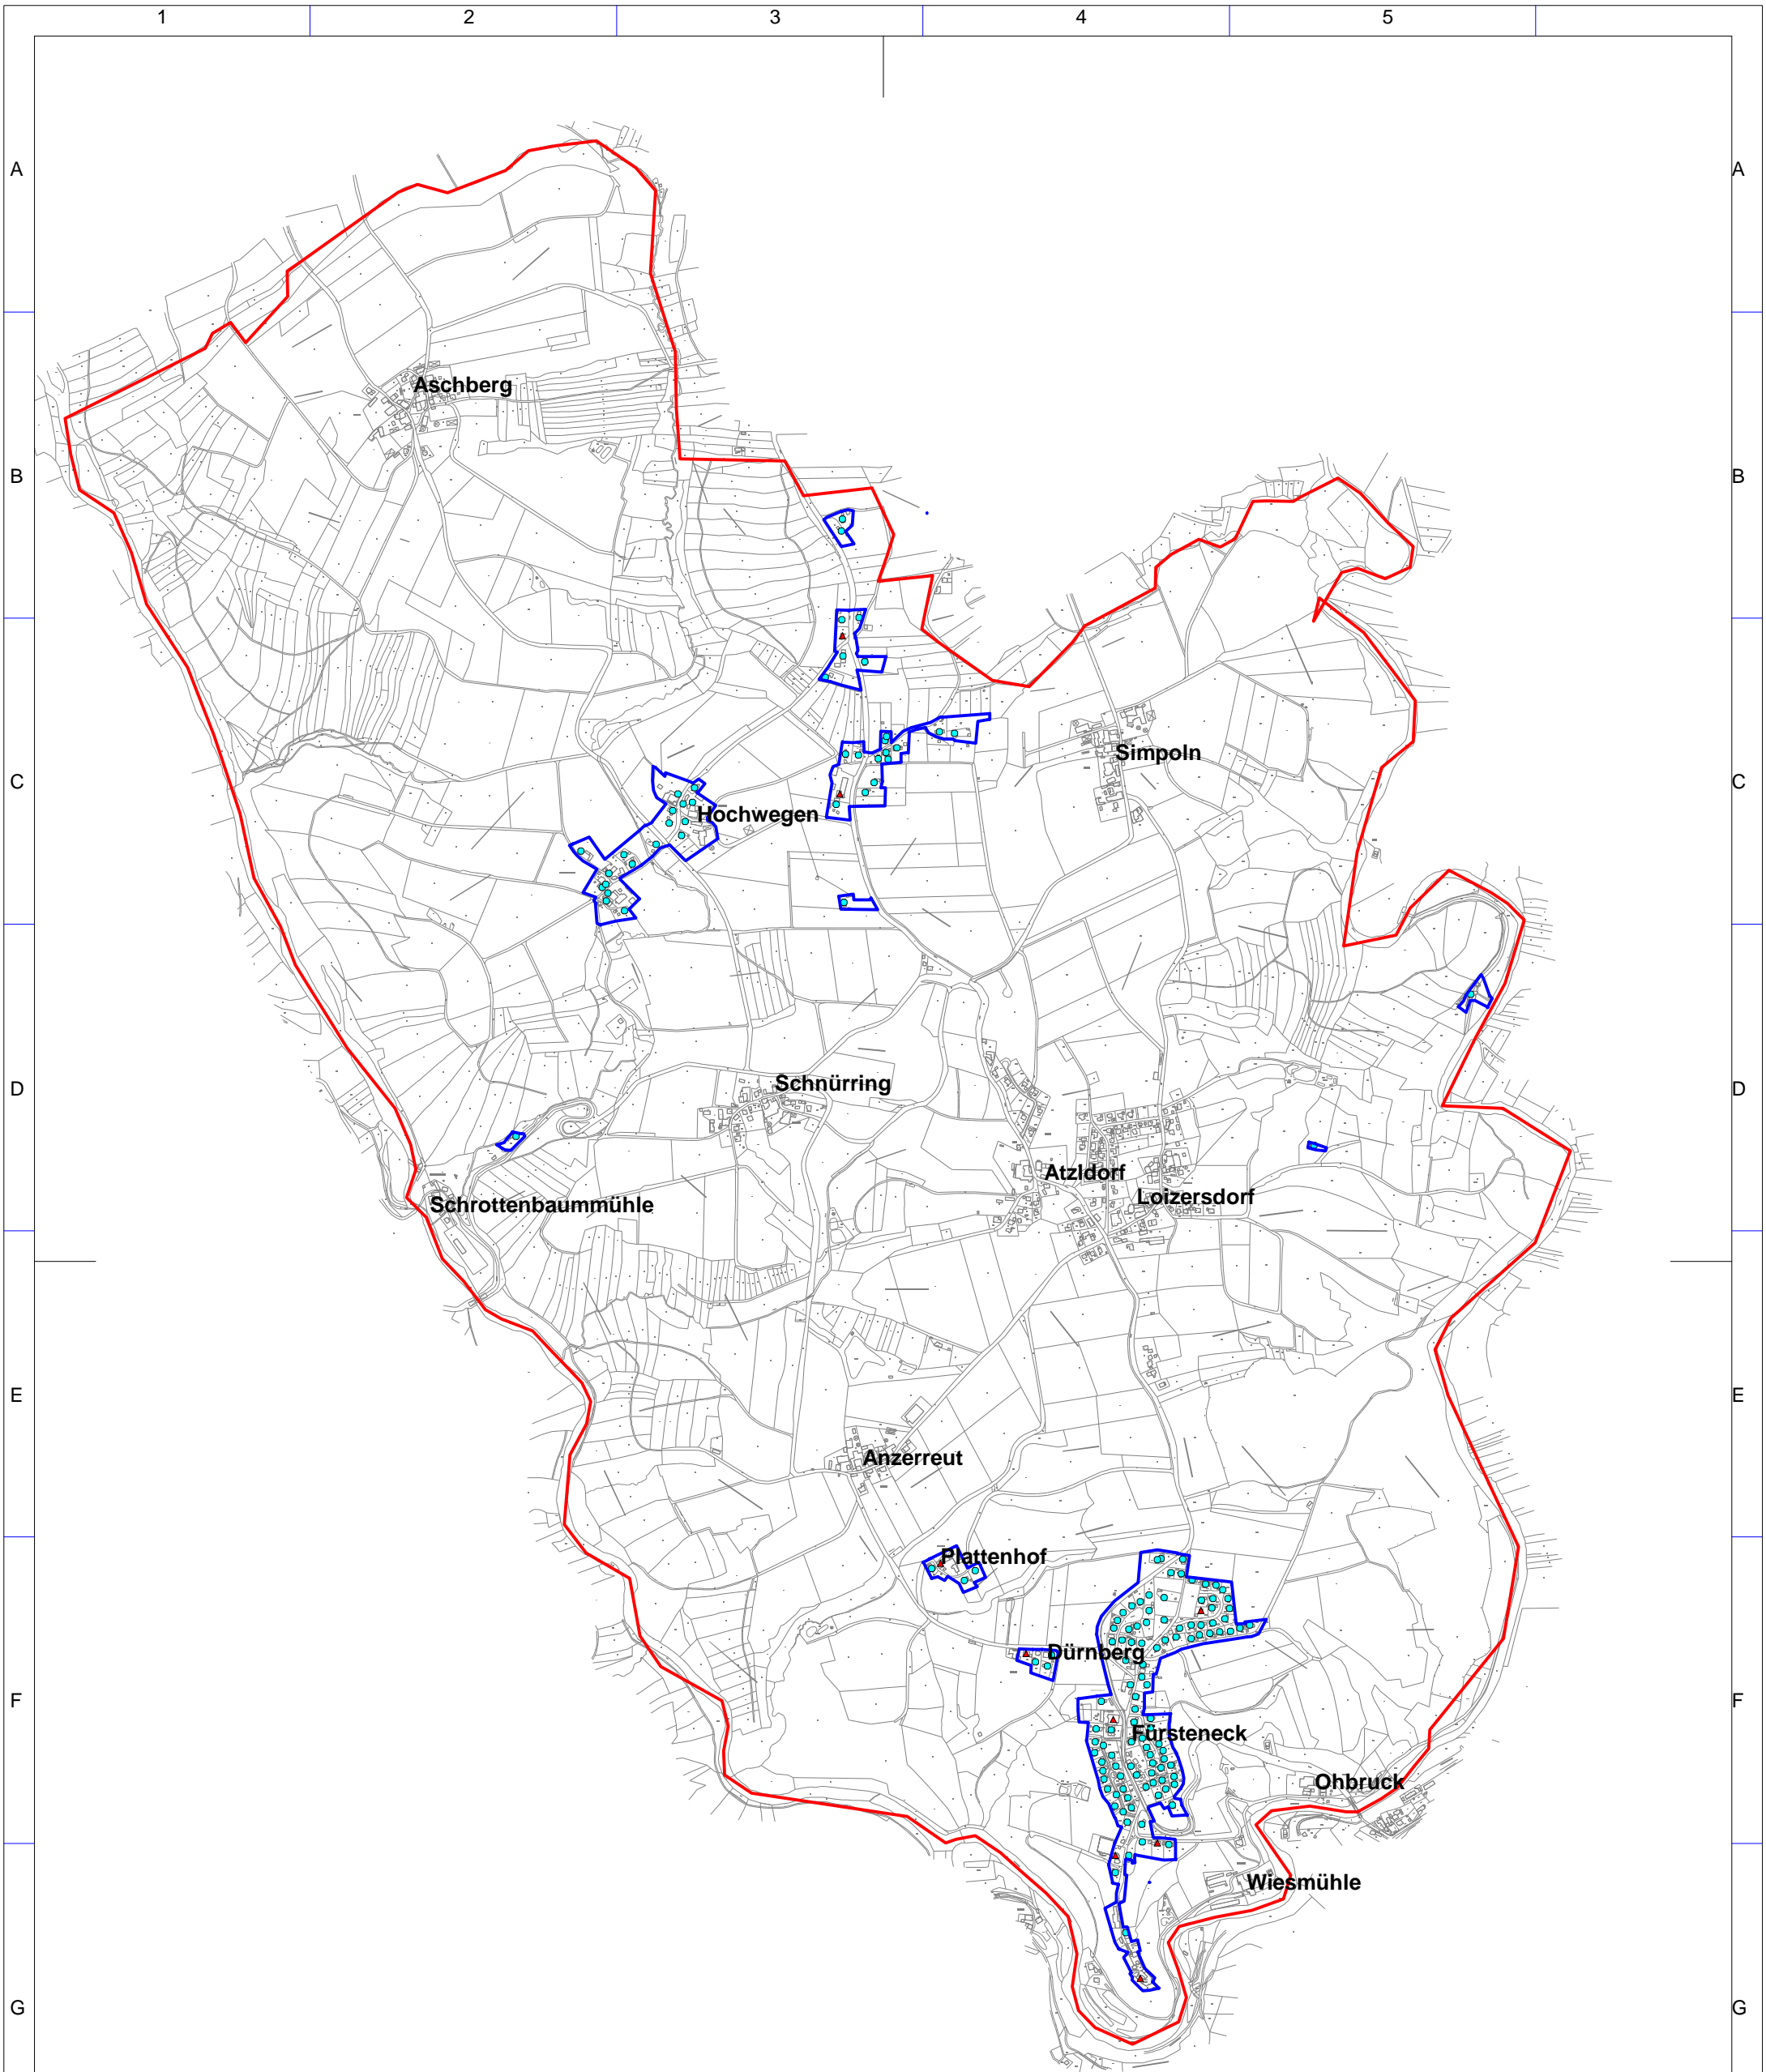 1 2 3 4 5
A A
Aschberg
B B
Simpoln
C C
Hochwegen
Schnürring
D D
Atzldorf
Loizersdorf
Schrottenbaummühle
E E
Anzerreut
Plattenhof
Dürnberg
F F
Fürsteneck
Ohbruck
Wiesmühle
G G